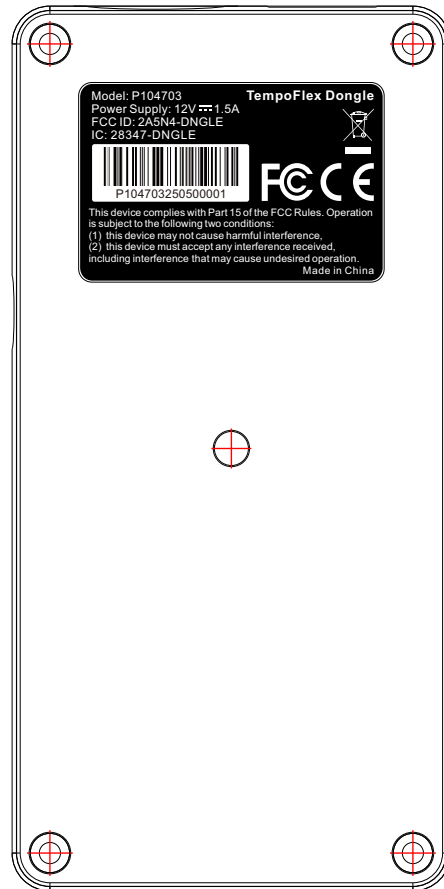 Model: P104703 TempoFlex Dongle
Power Supply: 12V ⎓ 1.5A
FCC ID: 2A5N4-DNGLE
IC: 28347-DNGLE
P104703250500001
FC CE
This device complies with Part 15 of the FCC Rules. Operation
is subject to the following two conditions:
(1) this device may not cause harmful interference,
(2) this device must accept any interference received,
including interference that may cause undesired operation.
Made in China